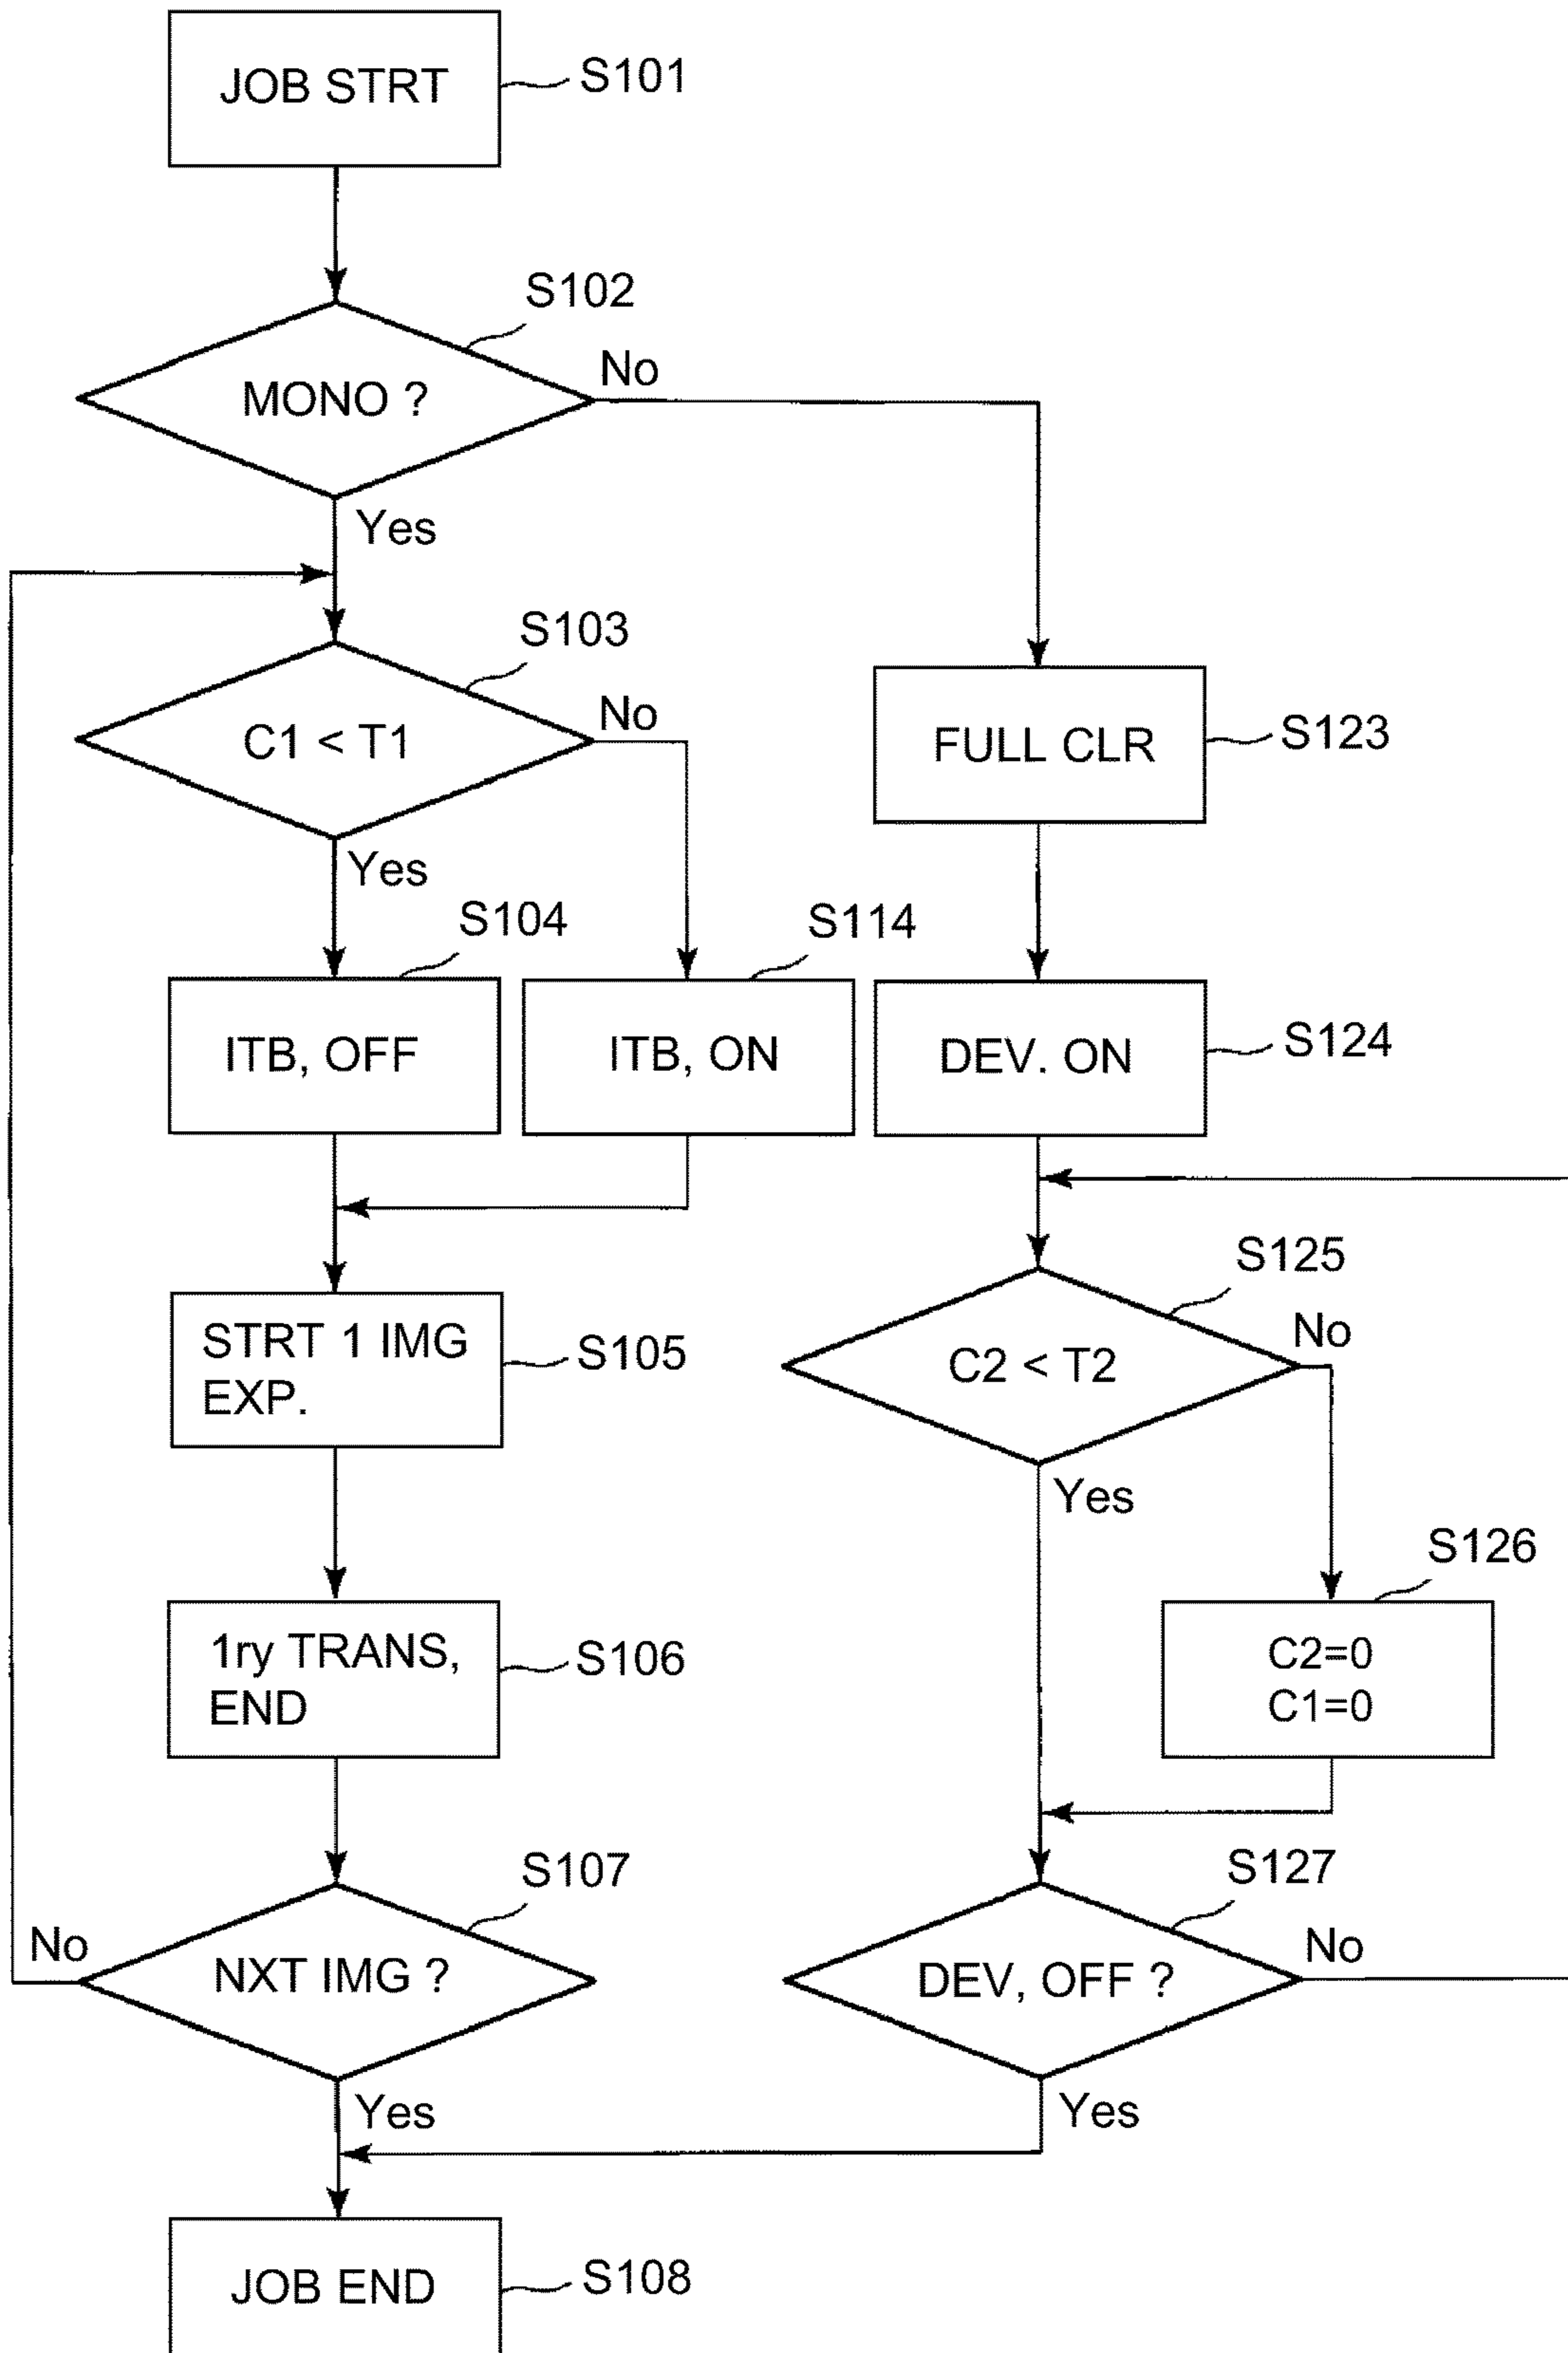 JOB STRT
S101
S102
MONO ?
No
Yes
S103
C1 < T1
No
Yes
FULL CLR
S123
S104
ITB, OFF
S114
ITB, ON
DEV. ON
S124
STRT 1 IMG
EXP.
S105
S125
C2 < T2
No
Yes
1ry TRANS,
END
S106
S126
C2=0
C1=0
S107
NXT IMG ?
No
Yes
S127
DEV, OFF ?
No
Yes
JOB END
S108